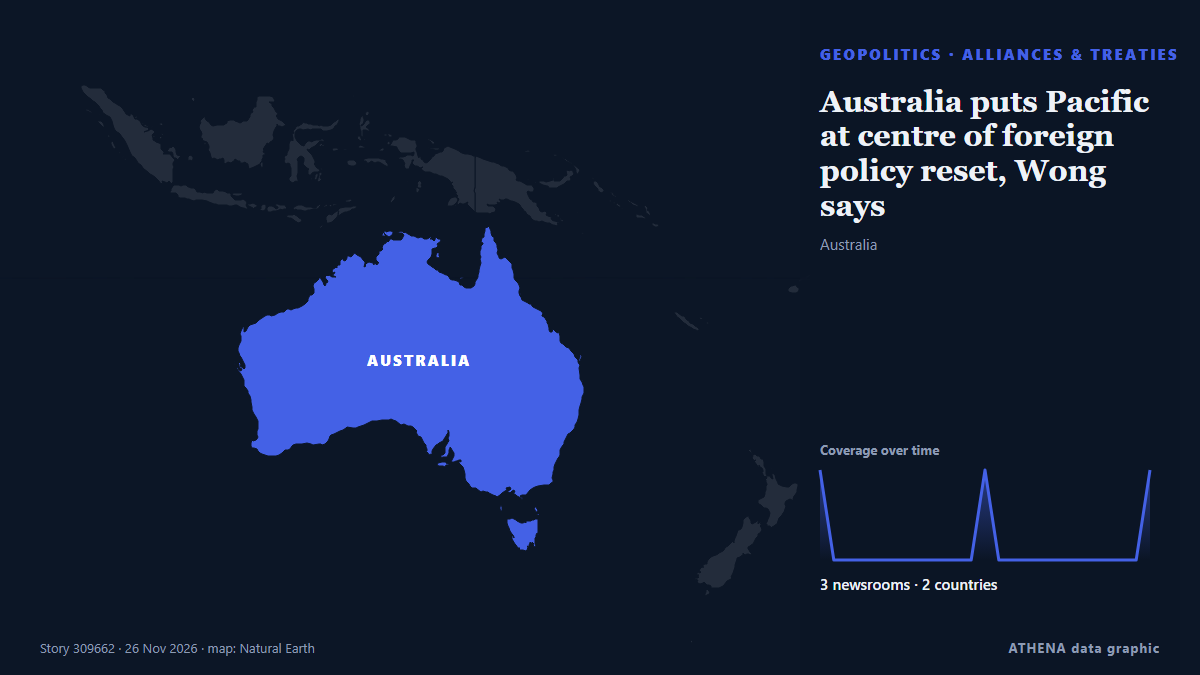 GEOPOLITICS · ALLIANCES & TREATIES
Australia puts Pacific
at centre of foreign
policy reset, Wong
says
Australia
AUSTRALIA
Coverage over time
3 newsrooms · 2 countries
Story 309662 · 26 Nov 2026 · map: Natural Earth
ATHENA data graphic